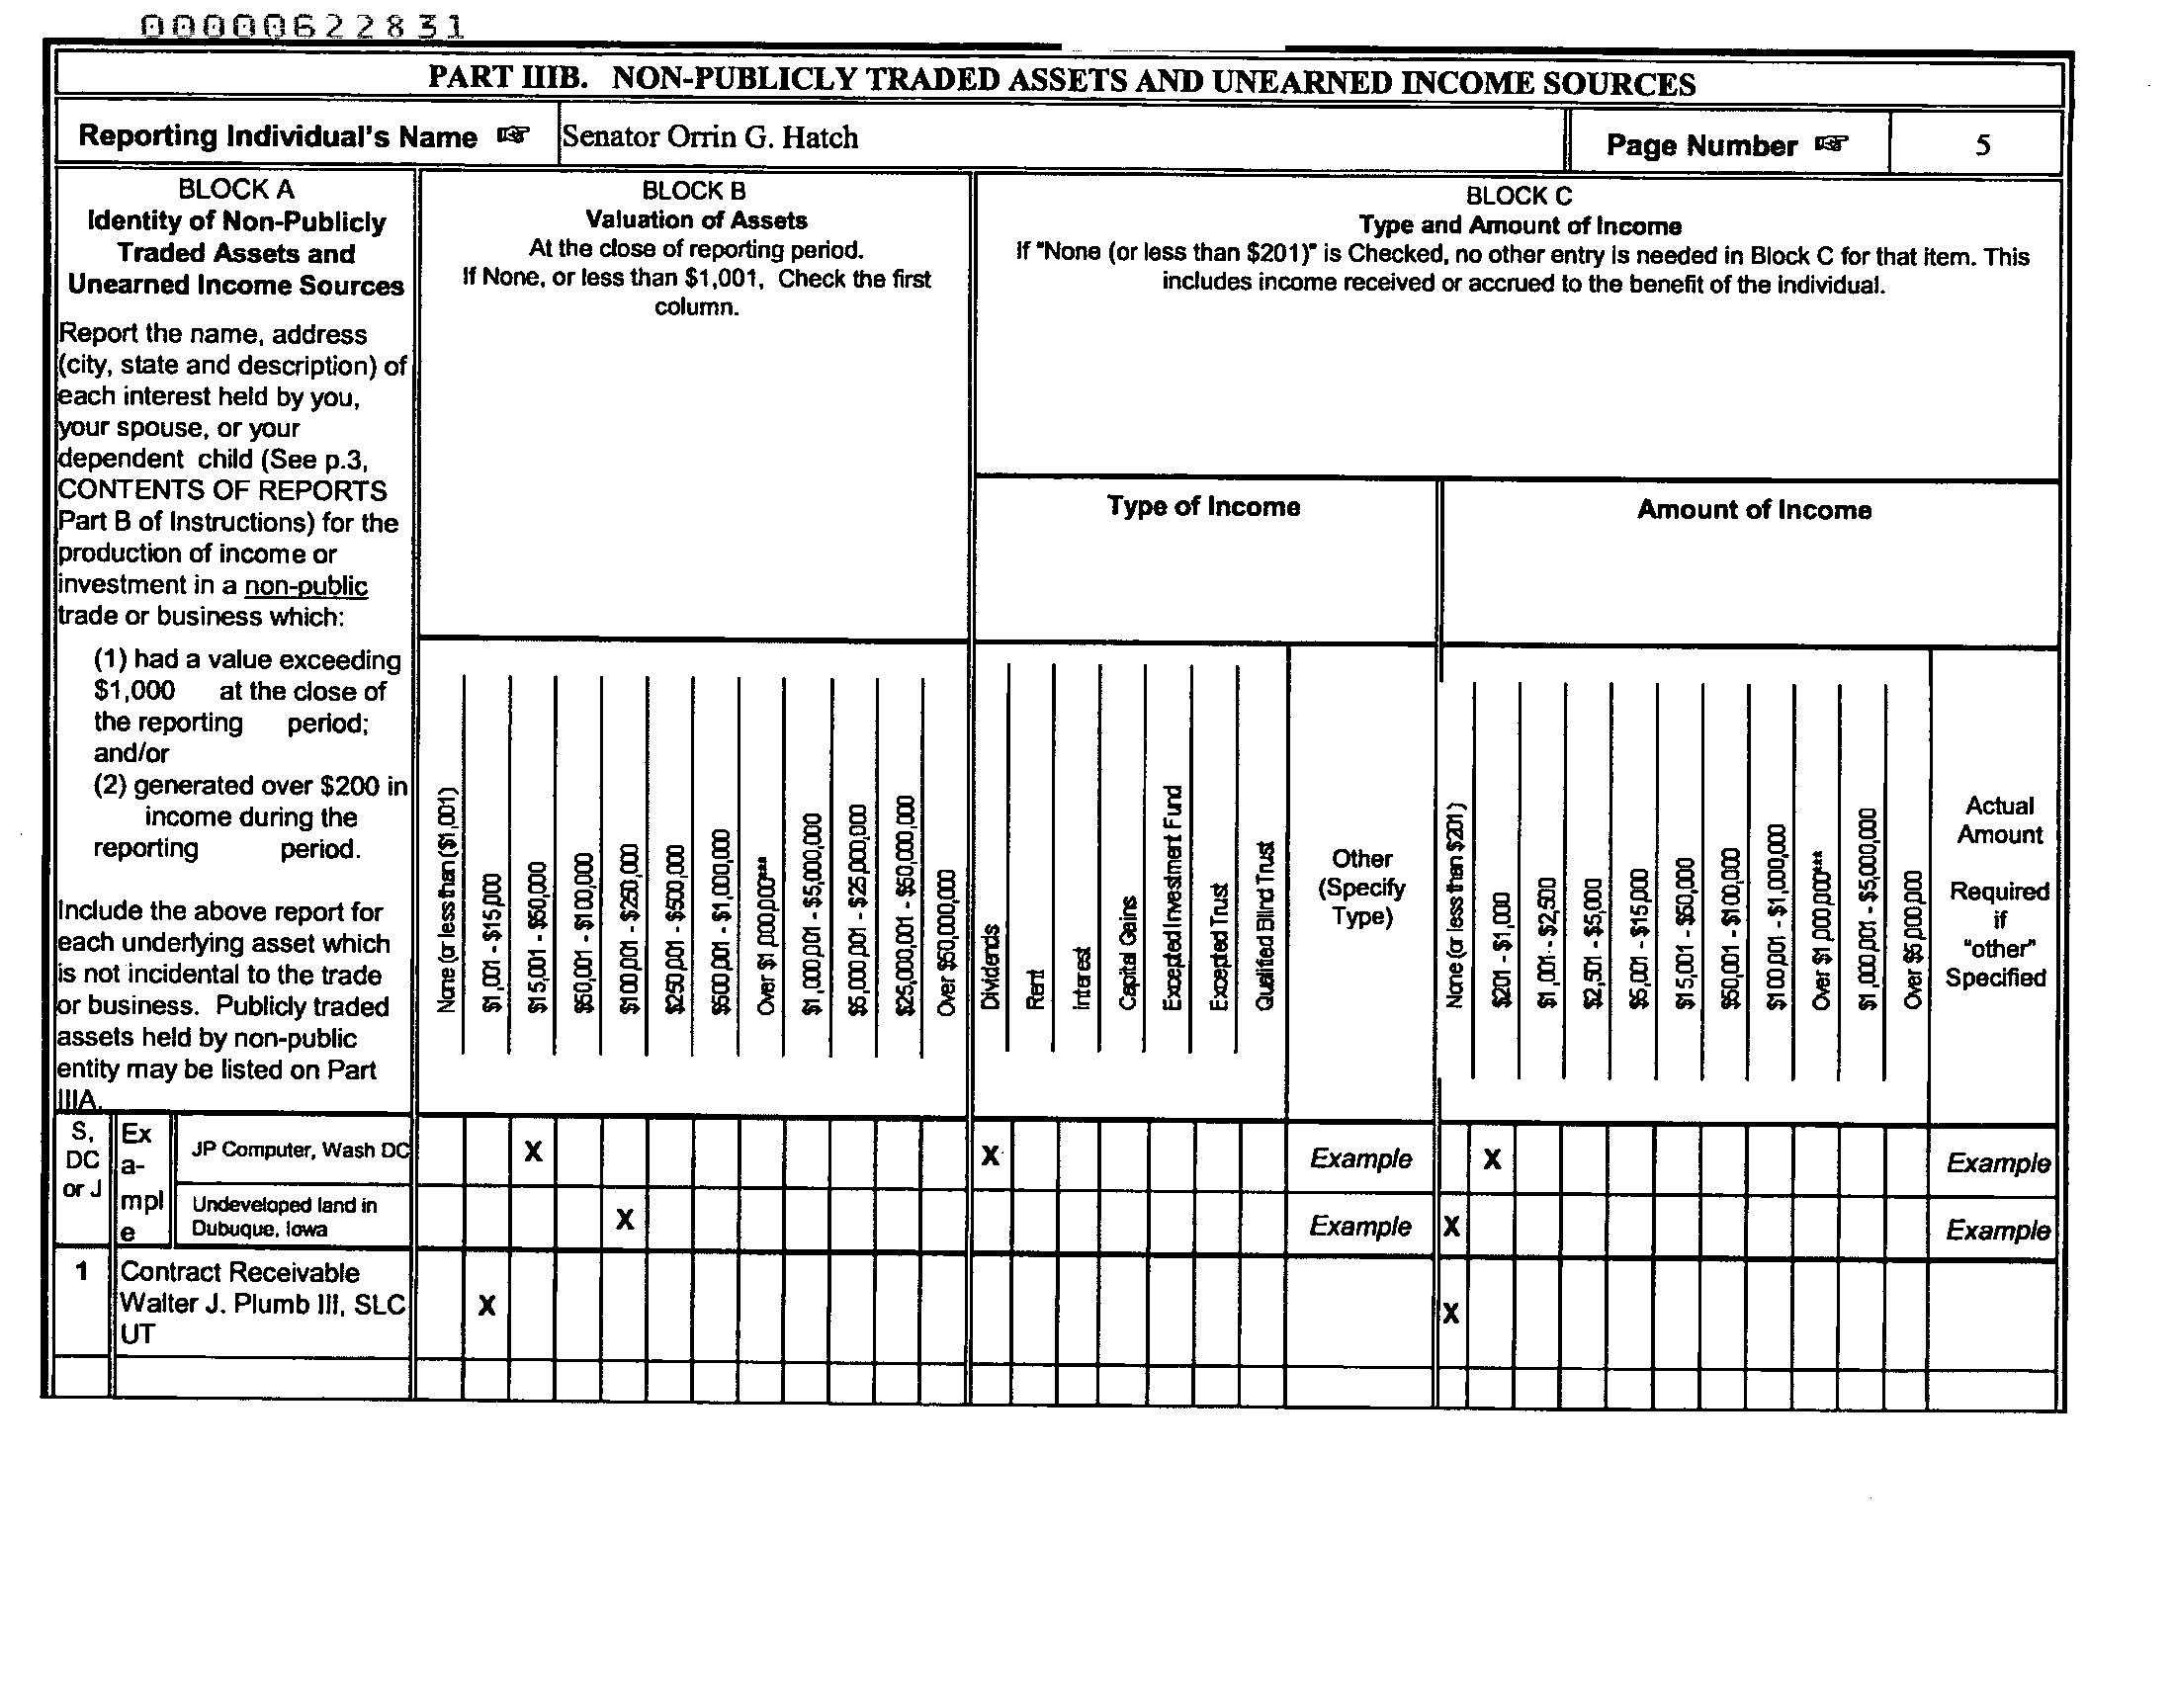 00000622831
PART IIIB. NON-PUBLICLY TRADED ASSETS AND UNEARNED INCOME SOURCES
Reporting Individual's Name ☞ Senator Orrin G. Hatch Page Number ☞ 5
BLOCK A
Identity of Non-Publicly
Traded Assets and
Unearned Income Sources
Report the name, address
(city, state and description) of
each interest held by you,
your spouse, or your
dependent child (See p.3,
CONTENTS OF REPORTS
Part B of Instructions) for the
production of income or
investment in a non-public
trade or business which:
(1) had a value exceeding
$1,000 at the close of
the reporting period;
and/or
(2) generated over $200 in
income during the
reporting period.
Include the above report for
each underlying asset which
is not incidental to the trade
or business. Publicly traded
assets held by non-public
entity may be listed on Part
IIIA.
BLOCK B
Valuation of Assets
At the close of reporting period.
If None, or less than $1,001, Check the first
column.
None (or less than ($1,001)
$1,001 - $15,000
$15,001 - $50,000
$50,001 - $100,000
$100,001 - $250,000
$250,001 - $500,000
$500,001 - $1,000,000
Over $1,000,000***
$1,000,001 - $5,000,000
$5,000,001 - $25,000,000
$25,000,001 - $50,000,000
Over $50,000,000
BLOCK C
Type and Amount of Income
If "None (or less than $201)" is Checked, no other entry is needed in Block C for that item. This
includes income received or accrued to the benefit of the individual.
Type of Income
Dividends
Rent
Interest
Capital Gains
Excepted Investment Fund
Excepted Trust
Qualified Blind Trust
Other
(Specify
Type)
Amount of Income
None (or less than $201)
$201 - $1,000
$1,001 - $2,500
$2,501 - $5,000
$5,001 - $15,000
$15,001 - $50,000
$50,001 - $100,000
$100,001 - $1,000,000
Over $1,000,000***
$1,000,001 - $5,000,000
Over $5,000,000
Actual
Amount
Required
if
"other"
Specified
S,
DC
or J
Ex
a-
mpl
e
JP Computer, Wash DC X X Example X Example
Undeveloped land in
Dubuque, Iowa X Example X Example
1 Contract Receivable
Walter J. Plumb III, SLC X X
UT